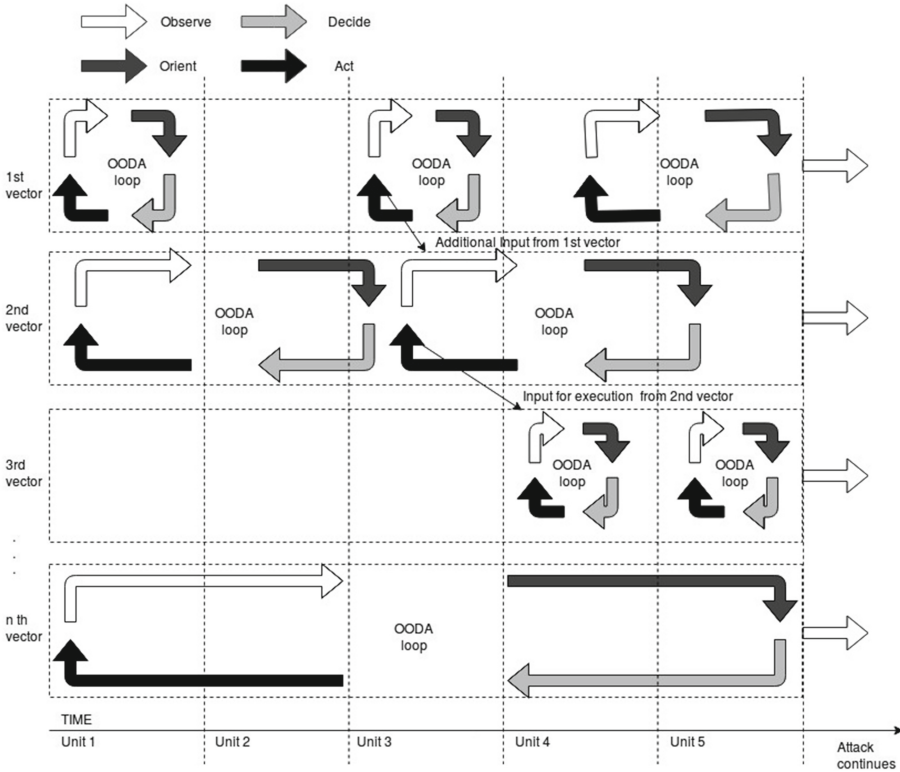 Observe
Decide
Orient
Act
1st
vector
OODA
loop
OODA
loop
OODA
loop
Additional Input from 1st vector
2nd
vector
OODA
loop
OODA
loop
Input for execution from 2nd vector
3rd
vector
OODA
loop
OODA
loop
.
.
.
n th
vector
OODA
loop
TIME
Unit 1
Unit 2
Unit 3
Unit 4
Unit 5
Attack
continues